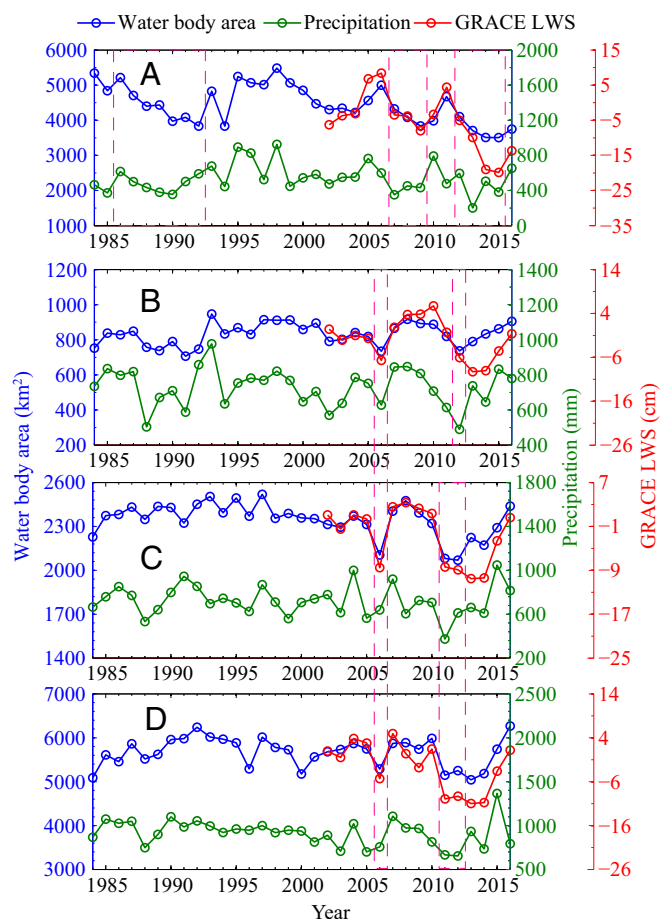 Water body area Precipitation GRACE LWS
A
6000 5000 4000 3000 2000 1000
2000 1600 1200 800 400 0
15 5 −5 −15 −25 −35
1985 1990 1995 2000 2005 2010 2015
B
1200 1000 800 600 400 200
1400 1200 1000 800 600 400
14 4 −6 −16 −26
1985 1990 1995 2000 2005 2010 2015
C
2600 2300 2000 1700 1400
1800 1400 1000 600 200
7 −1 −9 −17 −25
1985 1991 1996 2000 2005 2010 2015
D
7000 6000 5000 4000 3000
2500 2000 1500 1000 500
14 4 −6 −16 −26
1985 1991 1996 2000 2005 2010 2015
Water body area (km²)
Precipitation (mm)
GRACE LWS (cm)
Year